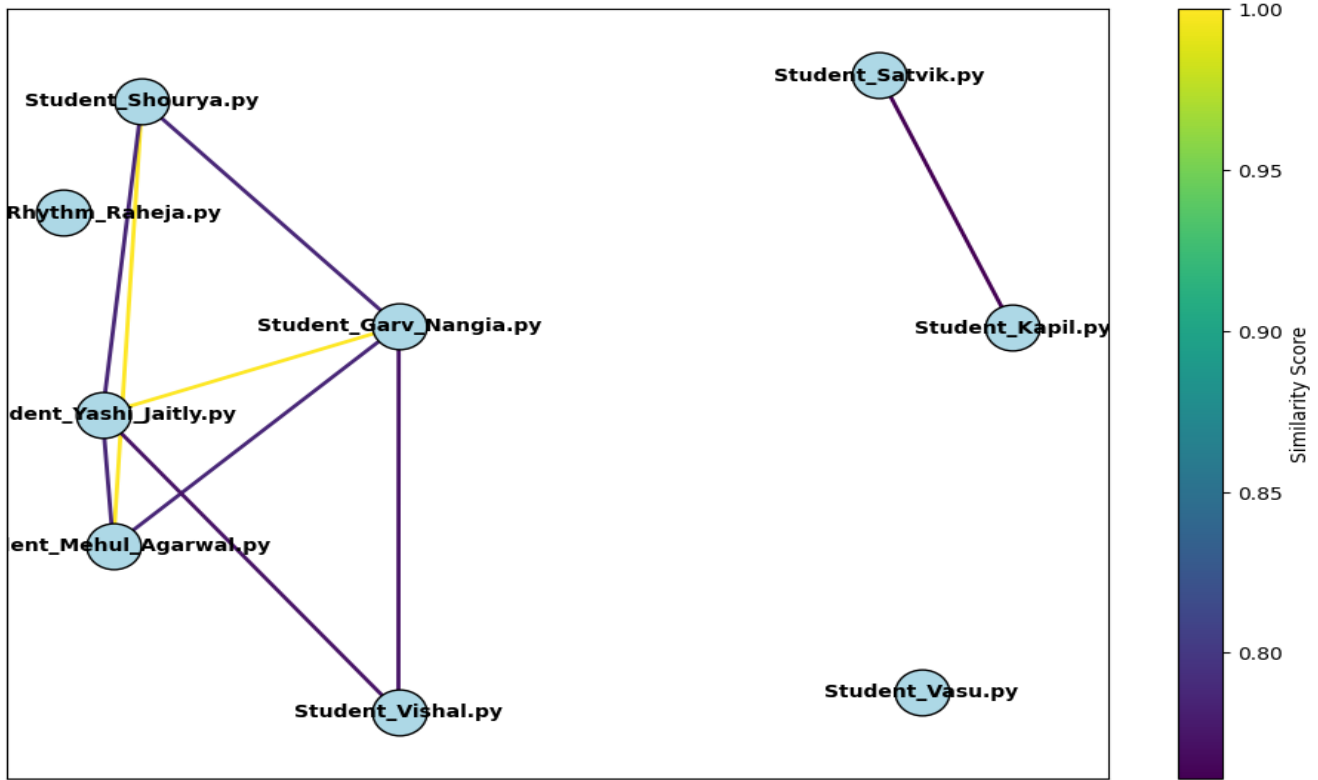 Student_Satvik.py
Student_Shourya.py
Rhythm_Raheja.py
Student_Garv_Nangia.py
Student_Kapil.py
dent_Yashi_Jaitly.py
ent_Mehul_Agarwal.py
Student_Vasu.py
Student_Vishal.py
1.00
0.95
0.90
0.85
0.80
Similarity Score